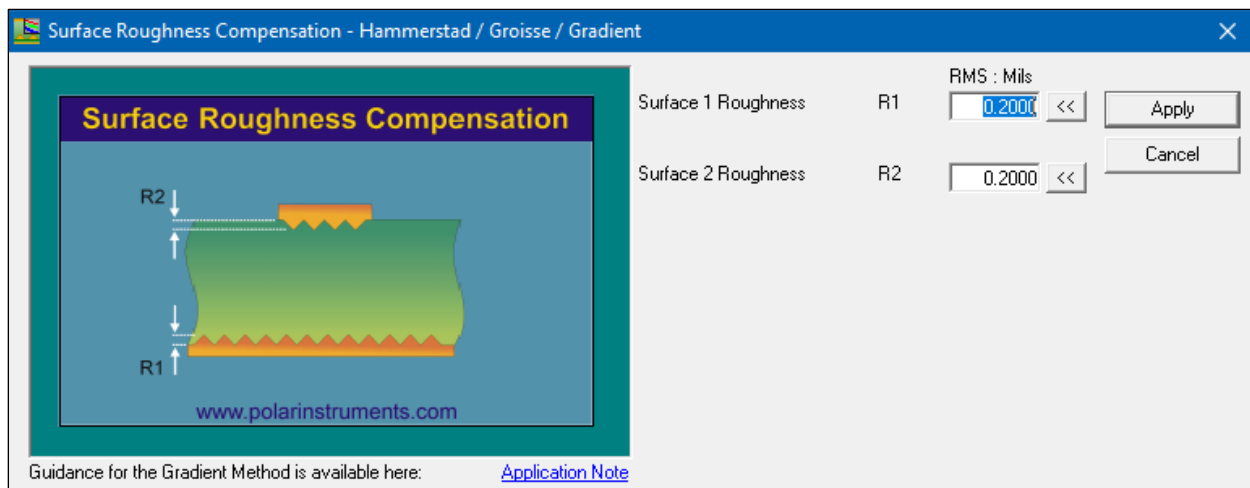 Surface Roughness Compensation - Hammerstad / Groisse / Gradient
Surface Roughness Compensation
R2
R1
www.polarinstruments.com
Guidance for the Gradient Method is available here: Application Note
RMS : Mils
Surface 1 Roughness R1 0.2000 << Apply
Cancel
Surface 2 Roughness R2 0.2000 <<